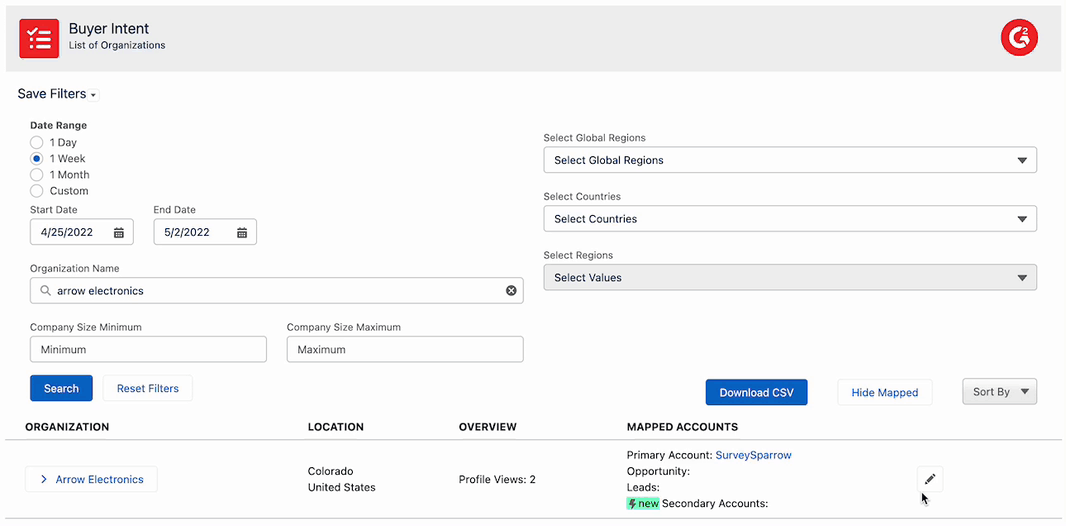 Buyer Intent
List of Organizations
G2
Save Filters
Date Range
1 Day
1 Week
1 Month
Custom
Start Date
End Date
4/25/2022
5/2/2022
Organization Name
arrow electronics
Company Size Minimum
Company Size Maximum
Minimum
Maximum
Search
Reset Filters
Select Global Regions
Select Global Regions
Select Countries
Select Countries
Select Regions
Select Values
Download CSV
Hide Mapped
Sort By
ORGANIZATION
LOCATION
OVERVIEW
MAPPED ACCOUNTS
Arrow Electronics
Colorado
United States
Profile Views: 2
Primary Account: SurveySparrow
Opportunity:
Leads:
new Secondary Accounts: